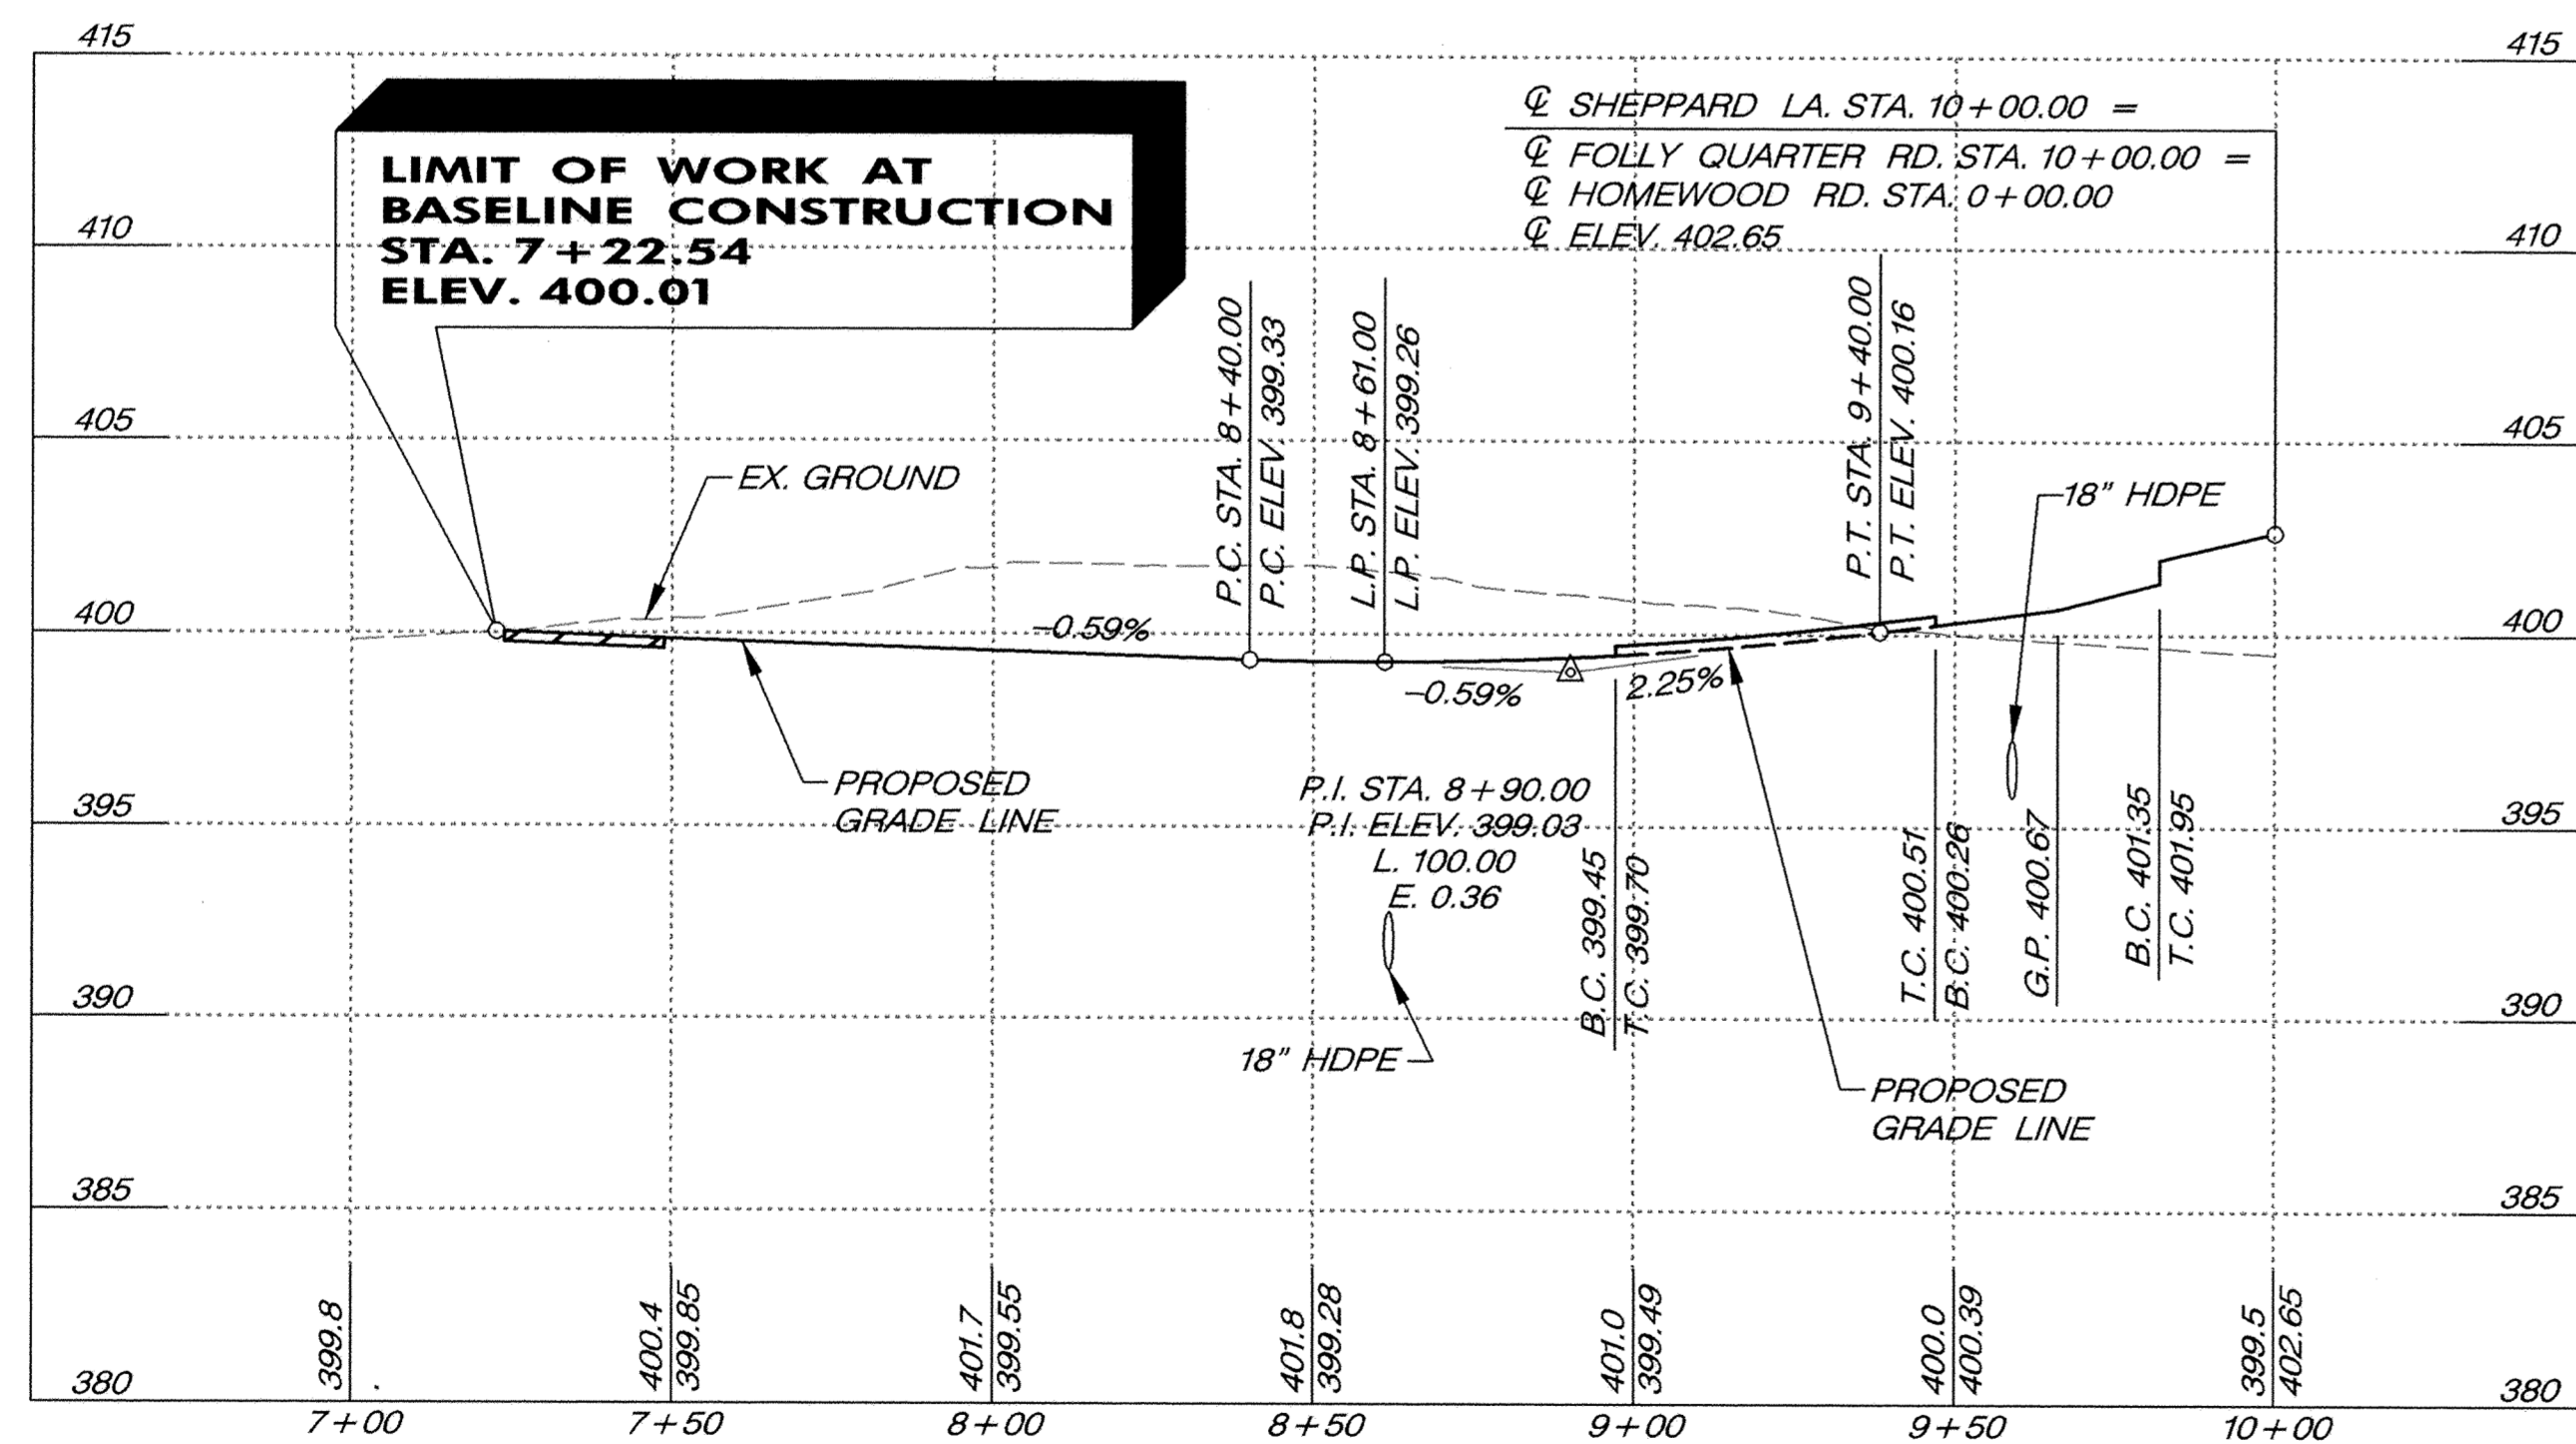 415
415
LIMIT OF WORK AT
BASELINE CONSTRUCTION
STA. 7+22.54
ELEV. 400.01
℄ SHEPPARD LA. STA. 10+00.00 =
℄ FOLLY QUARTER RD. STA. 10+00.00 =
℄ HOMEWOOD RD. STA. 0+00.00
℄ ELEV. 402.65
410
410
P.C. STA. 8+40.00
P.C. ELEV. 399.33
L.P. STA. 8+61.00
L.P. ELEV. 399.26
P.T. STA. 9+40.00
P.T. ELEV. 400.16
405
405
EX. GROUND
18" HDPE
400
400
-0.59%
-0.59%
2.25%
PROPOSED
GRADE LINE
P.I. STA. 8+90.00
P.I. ELEV. 399.03
L. 100.00
E. 0.36
395
395
B.C. 399.45
T.C. 399.70
T.C. 400.51
B.C. 400.26
G.P. 400.67
B.C. 401.35
T.C. 401.95
390
390
18" HDPE
PROPOSED
GRADE LINE
385
385
399.8
400.4
399.85
401.7
399.55
401.8
399.28
401.0
399.49
400.0
400.39
399.5
402.65
380
380
7+00
7+50
8+00
8+50
9+00
9+50
10+00